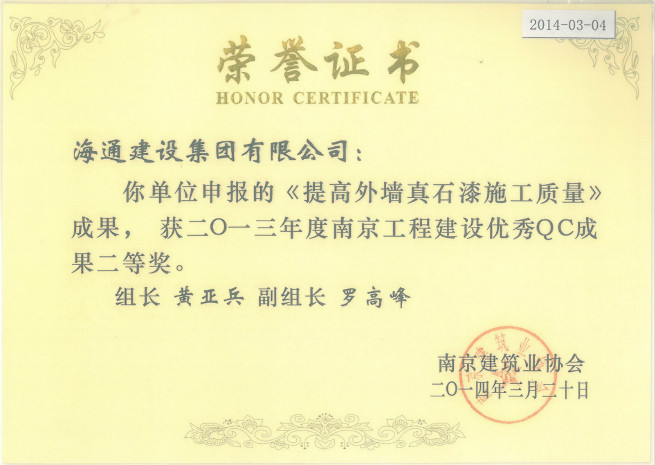 2014-03-04
荣誉证书
HONOR CERTIFICATE
海通建设集团有限公司：
你单位申报的《提高外墙真石漆施工质量》
成果，获二〇一三年度南京工程建设优秀QC成
果二等奖。
组长 黄亚兵 副组长 罗高峰
南京建筑业协会
二〇一四年三月二十日